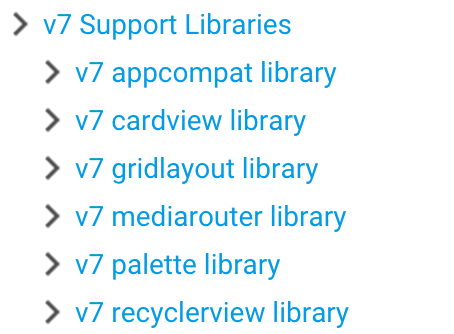 v7 Support Libraries
v7 appcompat library
v7 cardview library
v7 gridlayout library
v7 mediarouter library
v7 palette library
v7 recyclerview library